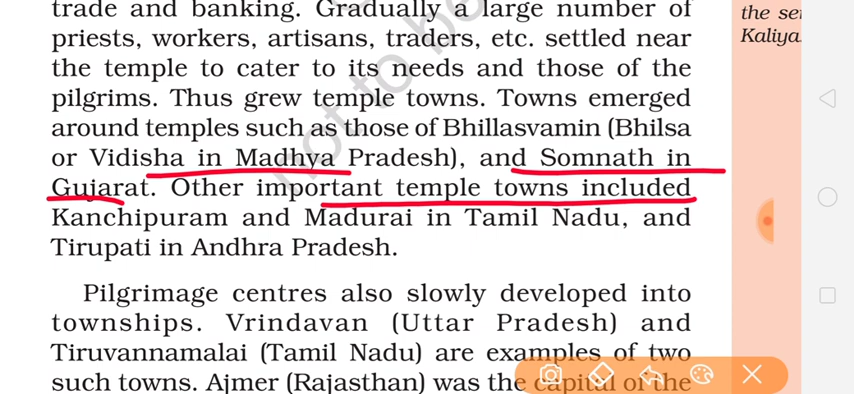 trade and banking. Gradually a large number of
priests, workers, artisans, traders, etc. settled near
the temple to cater to its needs and those of the
pilgrims. Thus grew temple towns. Towns emerged
around temples such as those of Bhillasvamin (Bhilsa
or Vidisha in Madhya Pradesh), and Somnath in
Gujarat. Other important temple towns included
Kanchipuram and Madurai in Tamil Nadu, and
Tirupati in Andhra Pradesh.
Pilgrimage centres also slowly developed into
townships. Vrindavan (Uttar Pradesh) and
Tiruvannamalai (Tamil Nadu) are examples of two
such towns. Ajmer (Rajasthan) was the capital of the
the
Kaliya
not to be